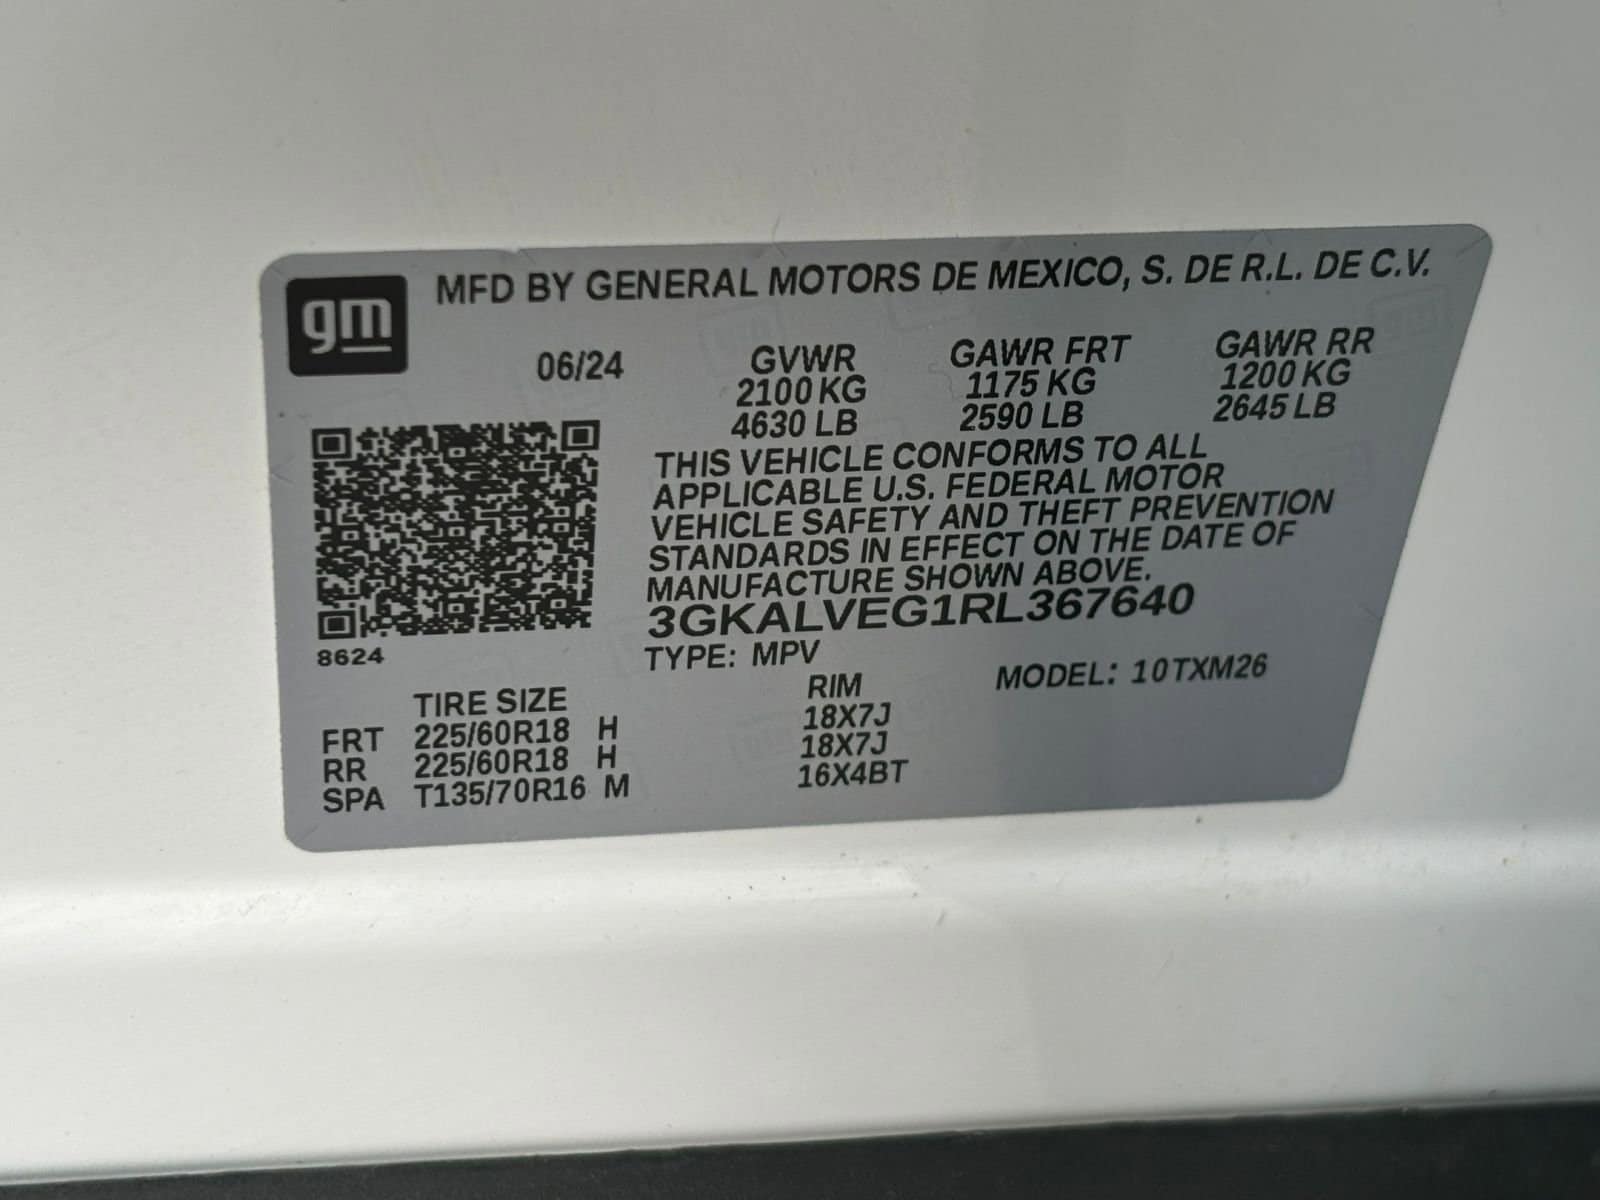 gm MFD BY GENERAL MOTORS DE MEXICO, S. DE R.L. DE C.V.
06/24 GVWR GAWR FRT GAWR RR
2100 KG 1175 KG 1200 KG
4630 LB 2590 LB 2645 LB
THIS VEHICLE CONFORMS TO ALL
APPLICABLE U.S. FEDERAL MOTOR
VEHICLE SAFETY AND THEFT PREVENTION
STANDARDS IN EFFECT ON THE DATE OF
MANUFACTURE SHOWN ABOVE.
3GKALVEG1RL367640
8624 TYPE: MPV MODEL: 10TXM26
TIRE SIZE RIM
FRT 225/60R18 H 18X7J
RR 225/60R18 H 18X7J
SPA T135/70R16 M 16X4BT